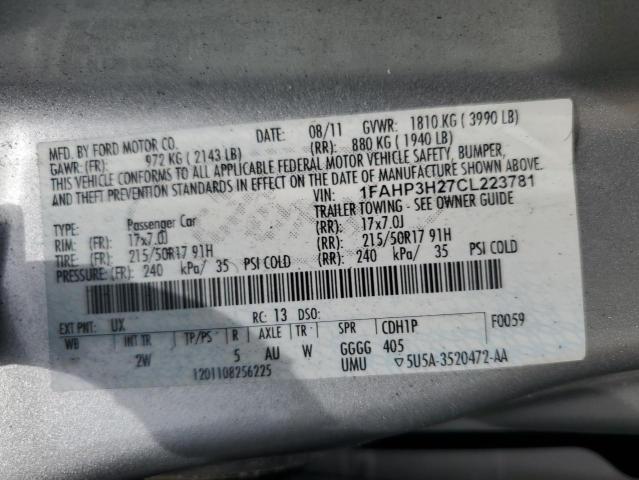 MFD. BY FORD MOTOR CO. DATE: 08/11 GVWR: 1810 KG ( 3990 LB)
GAWR: (FR): 972 KG ( 2143 LB) (RR): 880 KG ( 1940 LB)
THIS VEHICLE CONFORMS TO ALL APPLICABLE FEDERAL MOTOR VEHICLE SAFETY, BUMPER,
AND THEFT PREVENTION STANDARDS IN EFFECT ON THE DATE OF MANUFACTURE SHOWN ABOVE.
VIN: 1FAHP3H27CL223781
TYPE: Passenger Car TRAILER TOWING - SEE OWNER GUIDE
RIM: (FR): 17x7.0J (RR): 17x7.0J
TIRE: (FR): 215/50R17 91H (RR): 215/50R17 91H
PRESSURE: (FR): 240 kPa/ 35 PSI COLD (RR): 240 kPa/ 35 PSI COLD
EXT PNT: UX RC: 13 DSO: F0059
WB INT TR TP/PS R AXLE TR SPR CDH1P
-- 2W 5 AU W GGGG 405
1201108256225 UMU ▽5U5A-3520472-AA